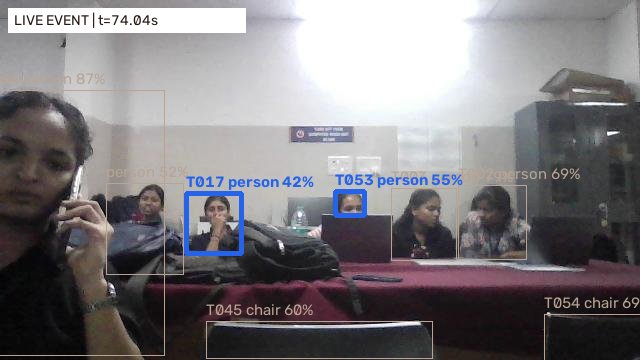 LIVE EVENT | t=74.04s
87%
person 52%
T017 person 42%
T053 person 55%
person 69%
T045 chair 60%
T054 chair 69